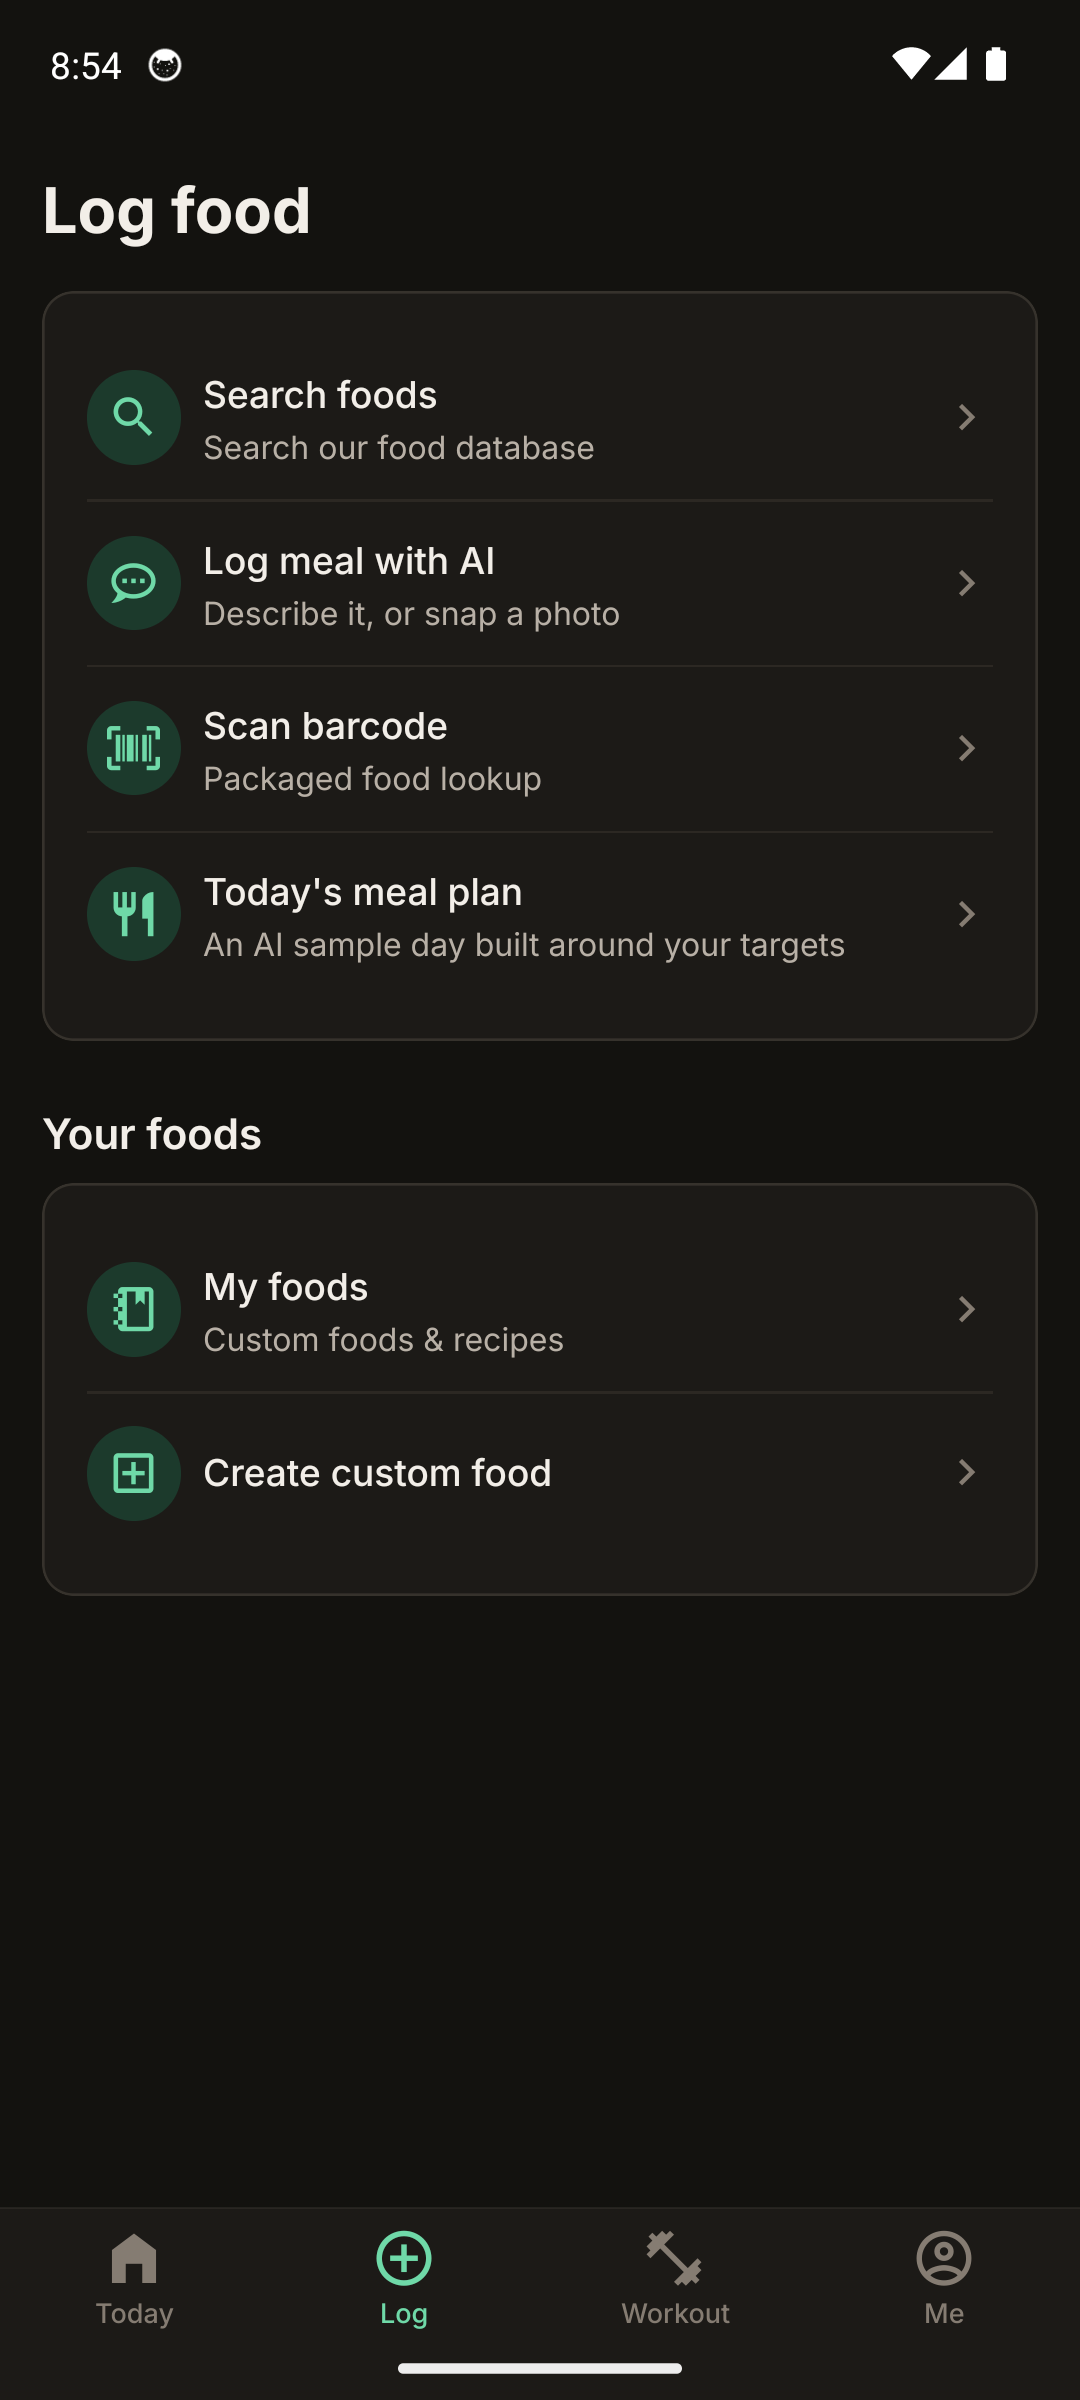 8:54
Log food
Search foods
Search our food database
Log meal with AI
Describe it, or snap a photo
Scan barcode
Packaged food lookup
Today's meal plan
An AI sample day built around your targets
Your foods
My foods
Custom foods & recipes
Create custom food
Today
Log
Workout
Me